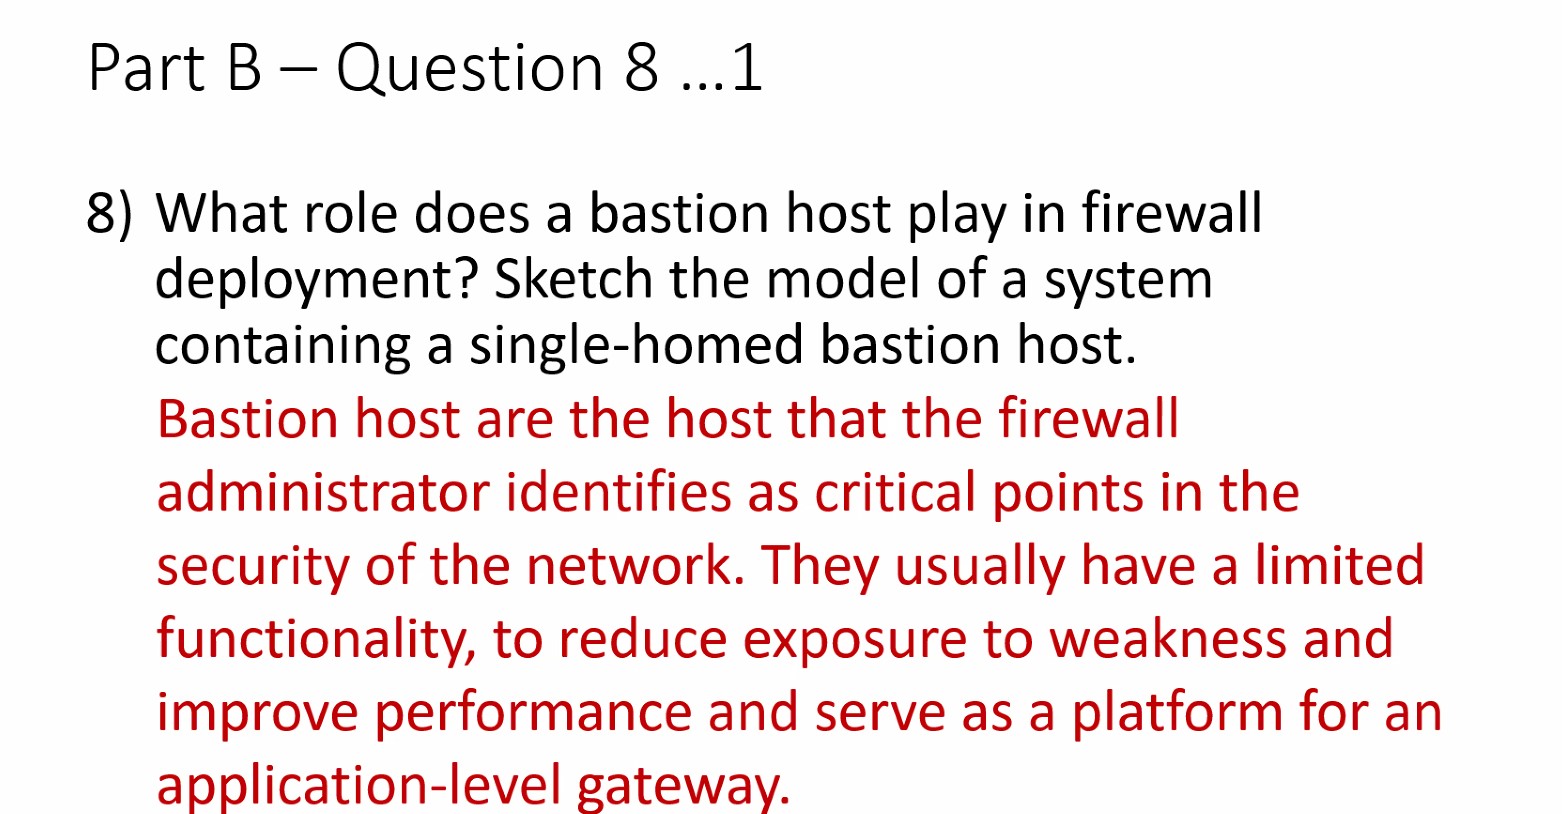 Part B – Question 8 ...1
8) What role does a bastion host play in firewall
deployment? Sketch the model of a system
containing a single-homed bastion host.
Bastion host are the host that the firewall
administrator identifies as critical points in the
security of the network. They usually have a limited
functionality, to reduce exposure to weakness and
improve performance and serve as a platform for an
application-level gateway.